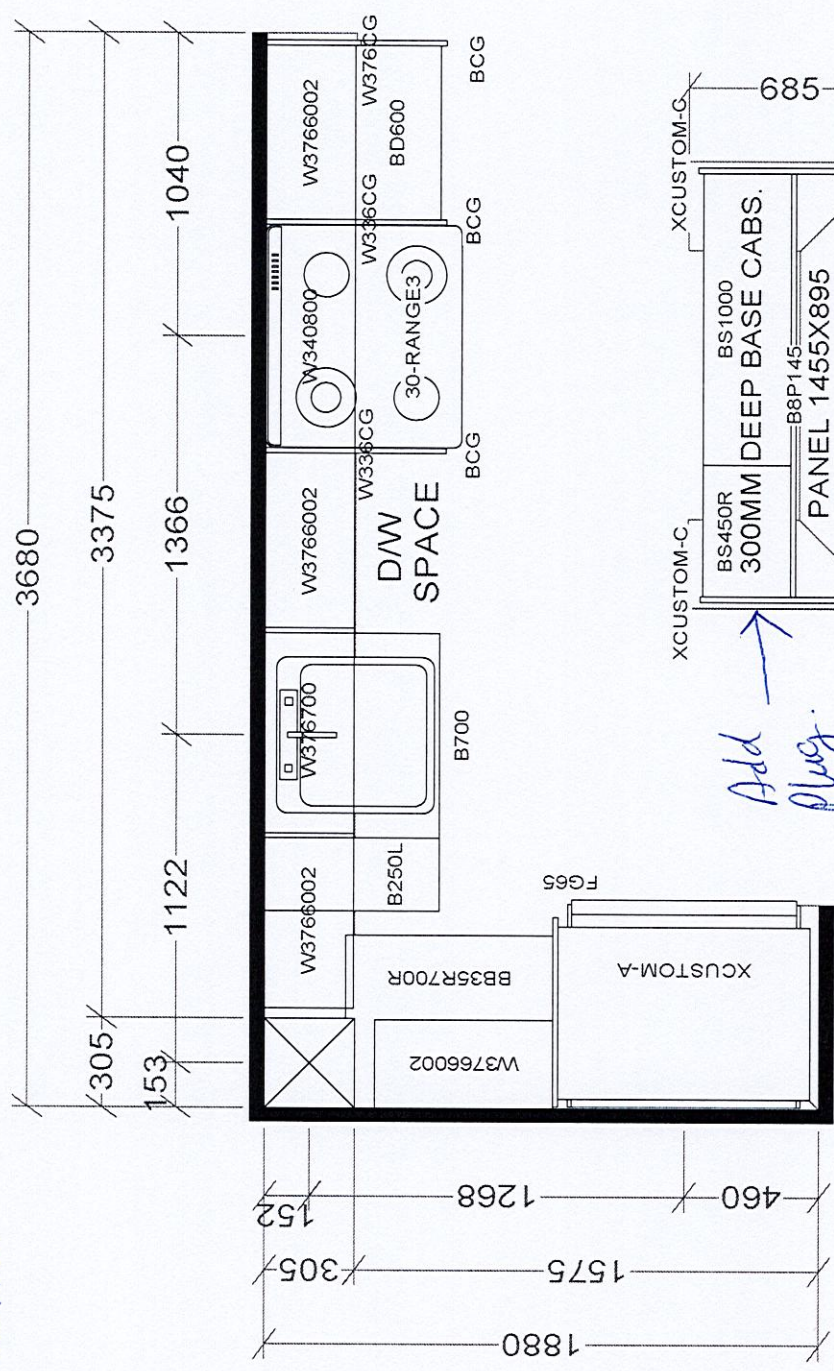 3680
3375
305
153
1122
1366
1040
W3766002
W376700
W3766002
W340800
W3766002
W376CG
W336CG
W336CG
B250L
B700
D/W
SPACE
30-RANGE3
BD600
BCG
BCG
BCG
BB35R700R
W3766002
XCUSTOM-A
FG65
152
1268
460
305
1575
1880
XCUSTOM-C
XCUSTOM-C
685
BS450R
BS1000
300MM DEEP BASE CABS.
B8P145
PANEL 1455X895
Add
Plug.